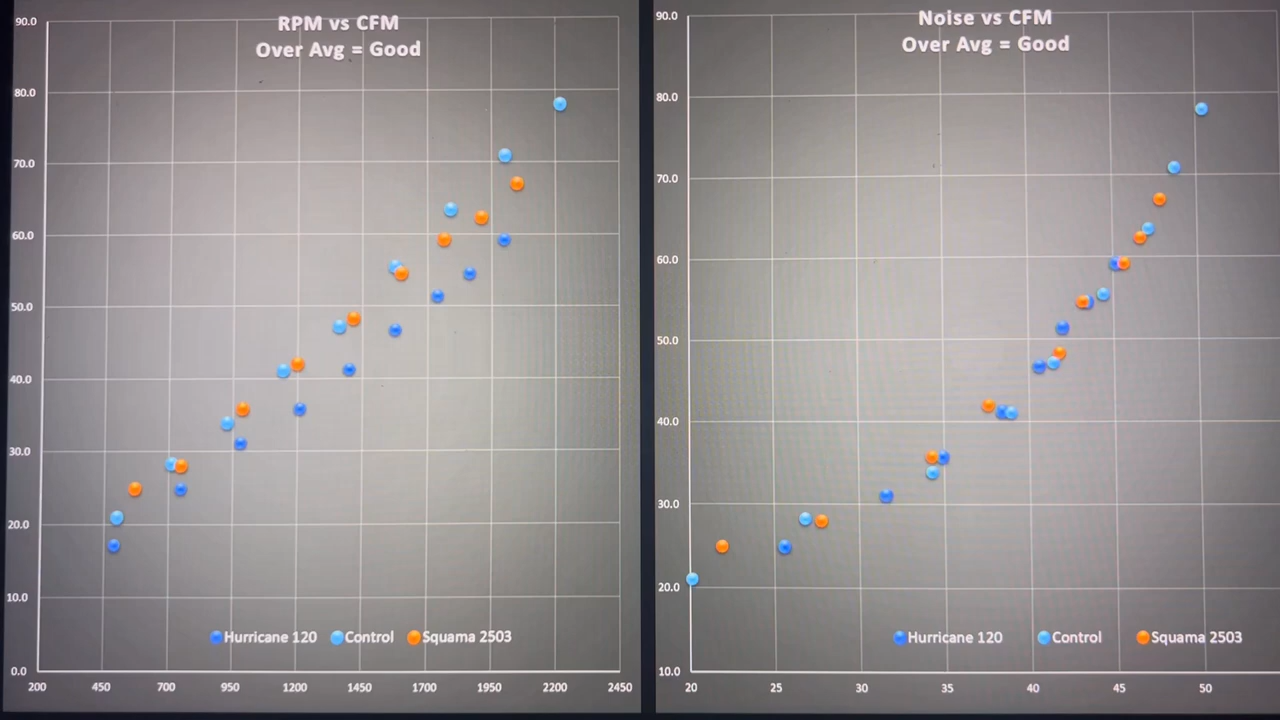 RPM vs CFM
Over Avg = Good
90.0
80.0
70.0
60.0
50.0
40.0
30.0
20.0
10.0
0.0
200 450 700 950 1200 1450 1700 1950 2200 2450
Hurricane 120 Control Squama 2503
Noise vs CFM
Over Avg = Good
90.0
80.0
70.0
60.0
50.0
40.0
30.0
20.0
10.0
20 25 30 35 40 45 50
Hurricane 120 Control Squama 2503